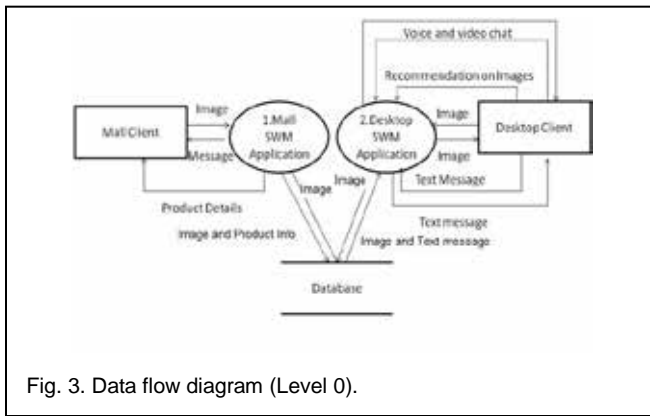 Voice and video chat
Recommendation on Images
Image
1.Mall
SWM
Application
2.Desktop
SWM
Application
Image
Mall Client
Desktop Client
Message
Image
Image
Image
Text Message
Product Details
Text message
Image and Product Info
Image and Text message
Database
Fig. 3. Data flow diagram (Level 0).